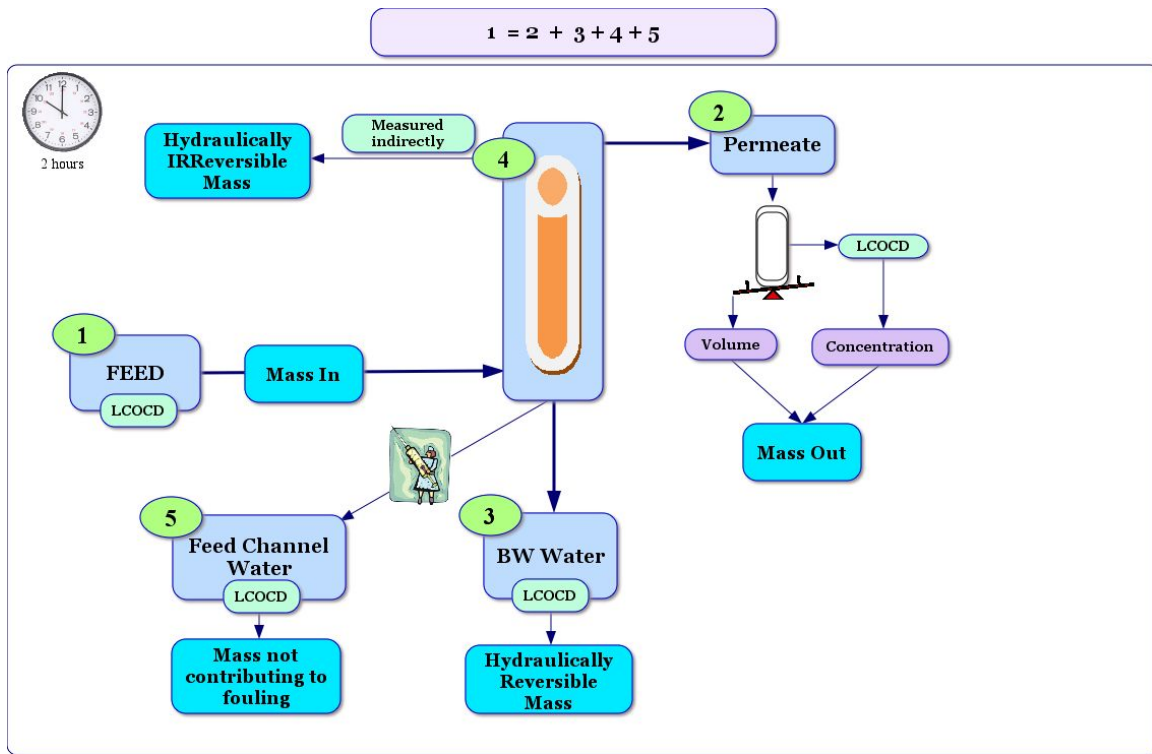 1 = 2 + 3 + 4 + 5
2 hours
Hydraulically
IRReversible
Mass
Measured
indirectly
4
2
Permeate
LCOCD
Volume
Concentration
Mass Out
1
FEED
LCOCD
Mass In
5
Feed Channel
Water
LCOCD
Mass not
contributing to
fouling
3
BW Water
LCOCD
Hydraulically
Reversible
Mass